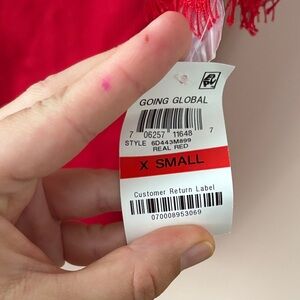 GOING GLOBAL
7 06257 11648 7
STYLE 6D443M899
REAL RED
X SMALL
Customer Return Label
070008953069